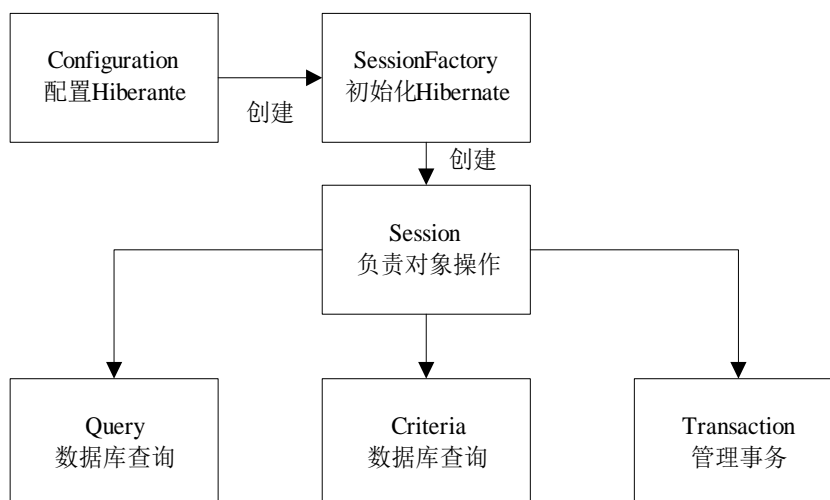 Configuration
配置Hiberante
创建
SessionFactory
初始化Hibernate
创建
Session
负责对象操作
Query
数据库查询
Criteria
数据库查询
Transaction
管理事务